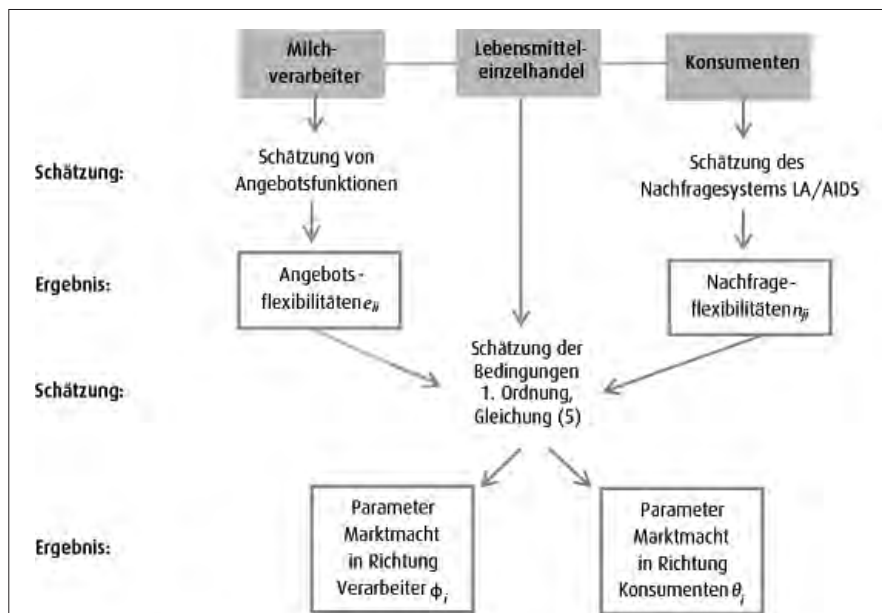 Milch-
verarbeiter
Lebensmittel-
einzelhandel
Konsumenten
Schätzung:
Schätzung von
Angebotsfunktionen
Schätzung des
Nachfragesystems LA/AIDS
Ergebnis:
Angebots-
flexibilitäten e_ii
Nachfrage-
flexibilitäten n_ji
Schätzung:
Schätzung der
Bedingungen
1. Ordnung,
Gleichung (5)
Ergebnis:
Parameter
Marktmacht
in Richtung
Verarbeiter ϕ_i
Parameter
Marktmacht
in Richtung
Konsumenten θ_i